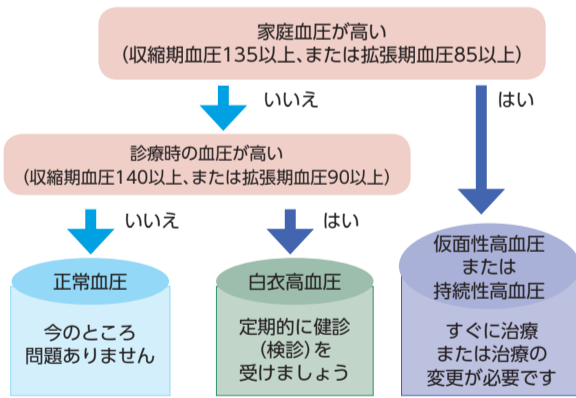 家庭血圧が高い
(収縮期血圧135以上、または拡張期血圧85以上)
いいえ
はい
診療時の血圧が高い
(収縮期血圧140以上、または拡張期血圧90以上)
いいえ
はい
正常血圧
今のところ
問題ありません
白衣高血圧
定期的に健診
(検診)を
受けましょう
仮面性高血圧
または
持続性高血圧
すぐに治療
または治療の
変更が必要です